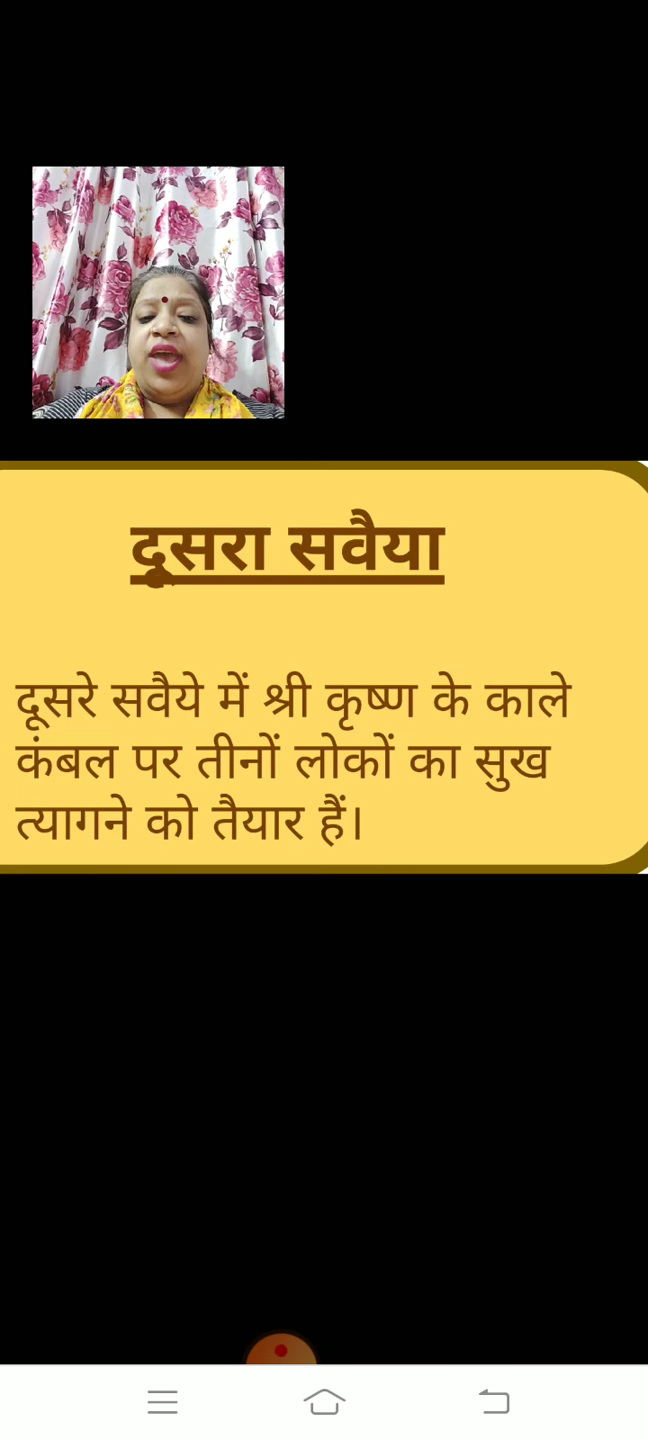 दूसरा सवैया
दूसरे सवैये में श्री कृष्ण के काले
कंबल पर तीनों लोकों का सुख
त्यागने को तैयार हैं।